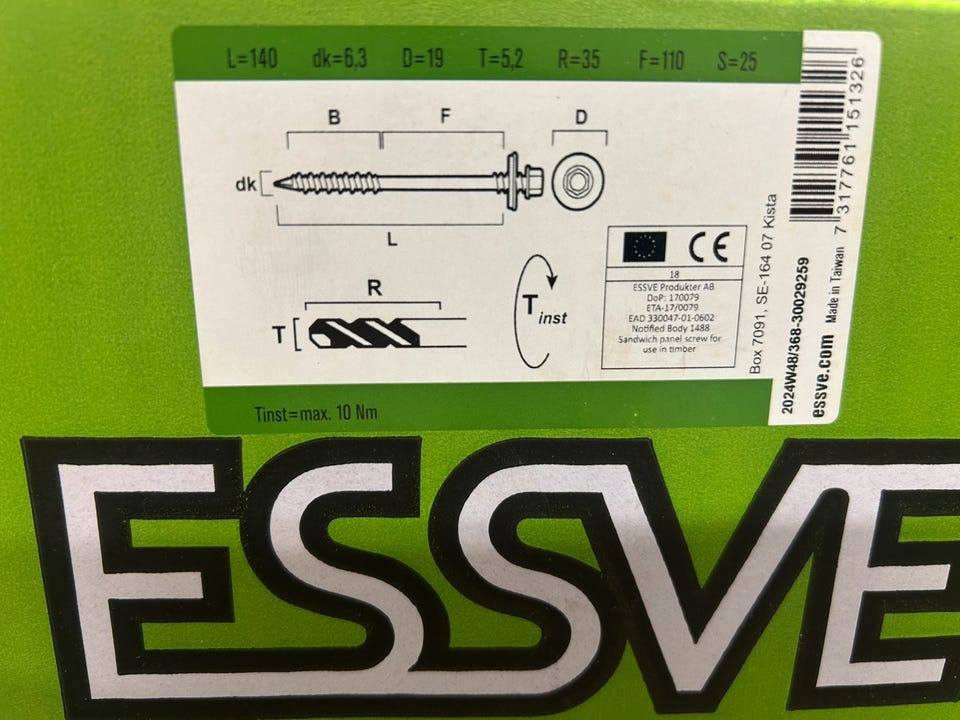 L=140 dk=6,3 D=19 T=5,2 R=35 F=110 S=25
B F D
dk
L
R
T
Tinst
CE
18
ESSVE Produkter AB
DoP: 170079
ETA-17/0079
EAD 330047-01-0602
Notified Body 1488
Sandwich panel screw for
use in timber
Tinst=max. 10 Nm
Box 7091, SE-164 07 Kista
2024W48/368-30029259
essve.com Made in Taiwan
7 317761 151326
ESSVE